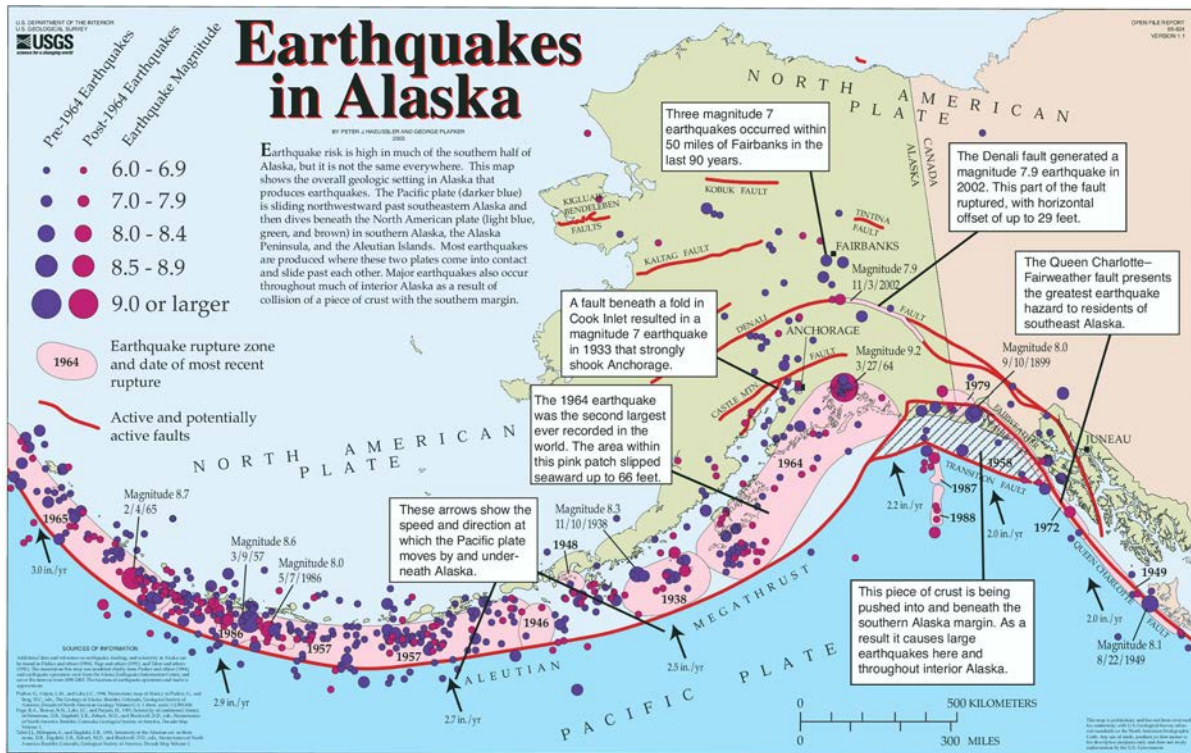 U.S. DEPARTMENT OF THE INTERIOR
U.S. GEOLOGICAL SURVEY
USGS
science for a changing world
OPEN FILE REPORT
95-624
VERSION 1.1
Earthquakes
in Alaska
BY PETER J. HAEUSSLER AND GEORGE PLAFKER
Earthquake risk is high in much of the southern half of
Alaska, but it is not the same everywhere. This map
shows the overall geologic setting in Alaska that
produces earthquakes. The Pacific plate (darker blue)
is sliding northwestward past southeastern Alaska and
then dives beneath the North American plate (light blue,
green, and brown) in southern Alaska, the Alaska
Peninsula, and the Aleutian Islands. Most earthquakes
are produced where these two plates come into contact
and slide past each other. Major earthquakes also occur
throughout much of interior Alaska as a result of
collision of a piece of crust with the southern margin.
Pre-1964 Earthquakes
Post-1964 Earthquakes
Earthquake Magnitude
6.0 - 6.9
7.0 - 7.9
8.0 - 8.4
8.5 - 8.9
9.0 or larger
1964
Earthquake rupture zone
and date of most recent
rupture
Active and potentially
active faults
NORTH AMERICAN
PLATE
CANADA
ALASKA
Three magnitude 7
earthquakes occurred within
50 miles of Fairbanks in the
last 90 years.
The Denali fault generated a
magnitude 7.9 earthquake in
2002. This part of the fault
ruptured, with horizontal
offset of up to 29 feet.
The Queen Charlotte–
Fairweather fault presents
the greatest earthquake
hazard to residents of
southeast Alaska.
KOBUK FAULT
KIGLUAIK
BENDELEBEN
FAULTS
TINTINA
FAULT
KALTAG FAULT
FAIRBANKS
Magnitude 7.9
11/3/2002
A fault beneath a fold in
Cook Inlet resulted in a
magnitude 7 earthquake
in 1933 that strongly
shook Anchorage.
DENALI
FAULT
ANCHORAGE
CASTLE MTN.
FAULT
Magnitude 9.2
3/27/64
Magnitude 8.0
9/10/1899
The 1964 earthquake
was the second largest
ever recorded in the
world. The area within
this pink patch slipped
seaward up to 66 feet.
1979
JUNEAU
1964
1958
TRANSITION FAULT
1987
1988
1972
2.2 in./yr
2.0 in./yr
NORTH AMERICAN
PLATE
These arrows show the
speed and direction at
which the Pacific plate
moves by and under-
neath Alaska.
Magnitude 8.3
11/10/1938
1948
1938
1946
1965
Magnitude 8.7
2/4/65
Magnitude 8.6
3/9/57
Magnitude 8.0
5/7/1986
1986
1957
1957
3.0 in./yr
2.9 in./yr
2.7 in./yr
2.5 in./yr
ALEUTIAN
MEGATHRUST
PACIFIC PLATE
This piece of crust is being
pushed into and beneath the
southern Alaska margin. As a
result it causes large
earthquakes here and
throughout interior Alaska.
QUEEN CHARLOTTE
FAULT
1949
2.0 in./yr
Magnitude 8.1
8/22/1949
0 500 KILOMETERS
0 300 MILES
SOURCES OF INFORMATION